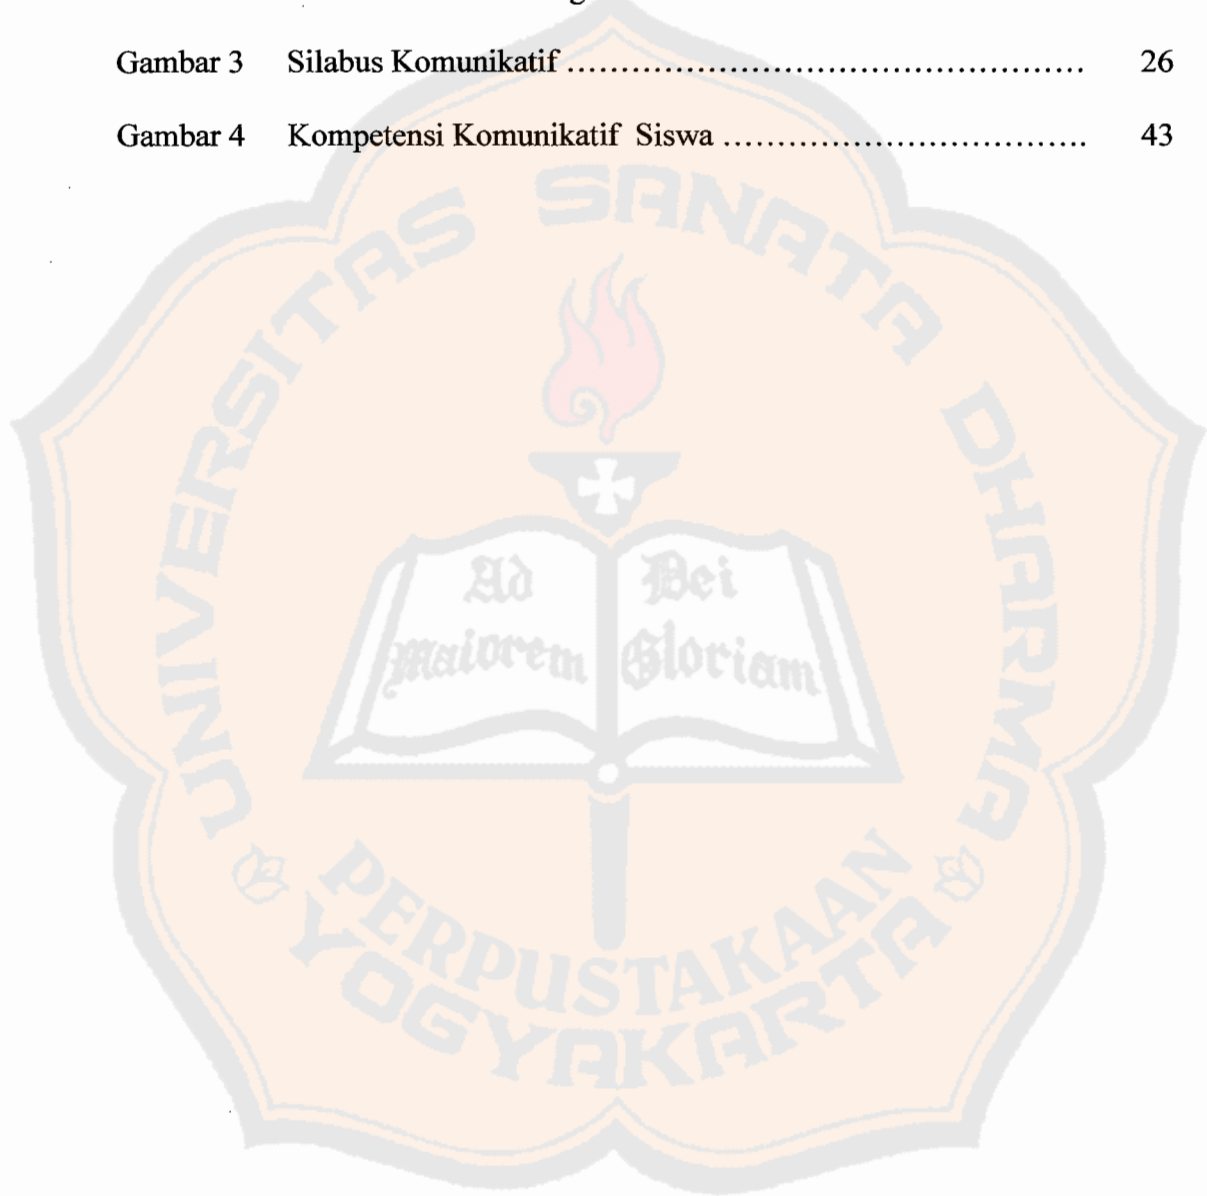 Gambar 3 Silabus Komunikatif ................................................ 26
Gambar 4 Kompetensi Komunikatif Siswa .................................. 43
UNIVERSITAS SANATA DHARMA
Ad Dei
maiorem Gloriam
PERPUSTAKAAN
YOGYAKARTA